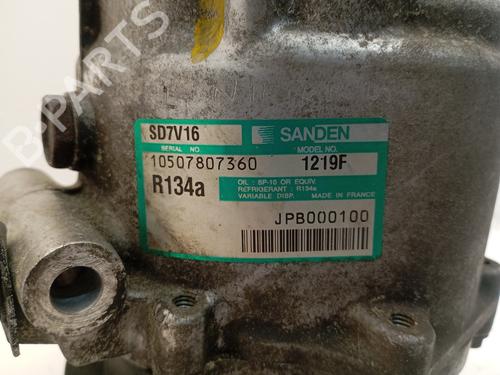 B-PARTS
SD7V16
SANDEN
SERIAL NO.
MODEL NO.
10507807360
1219F
R134a
OIL : SP-10 OR EQUIV.
REFRIGERANT : R134a
VARIABLE DISP. MADE IN FRANCE
JPB000100